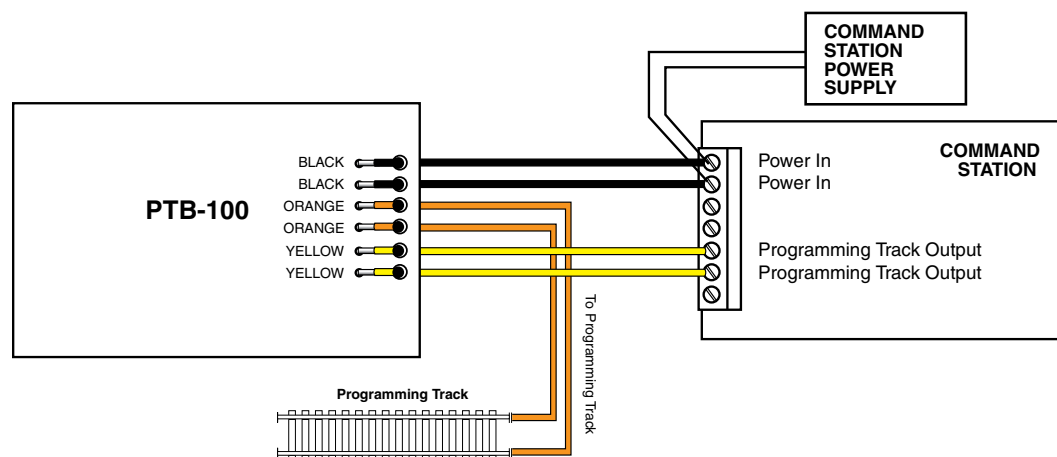 COMMAND
STATION
POWER
SUPPLY
BLACK
BLACK
ORANGE
ORANGE
YELLOW
YELLOW
PTB-100
Power In
Power In
COMMAND
STATION
Programming Track Output
Programming Track Output
To Programming Track
Programming Track